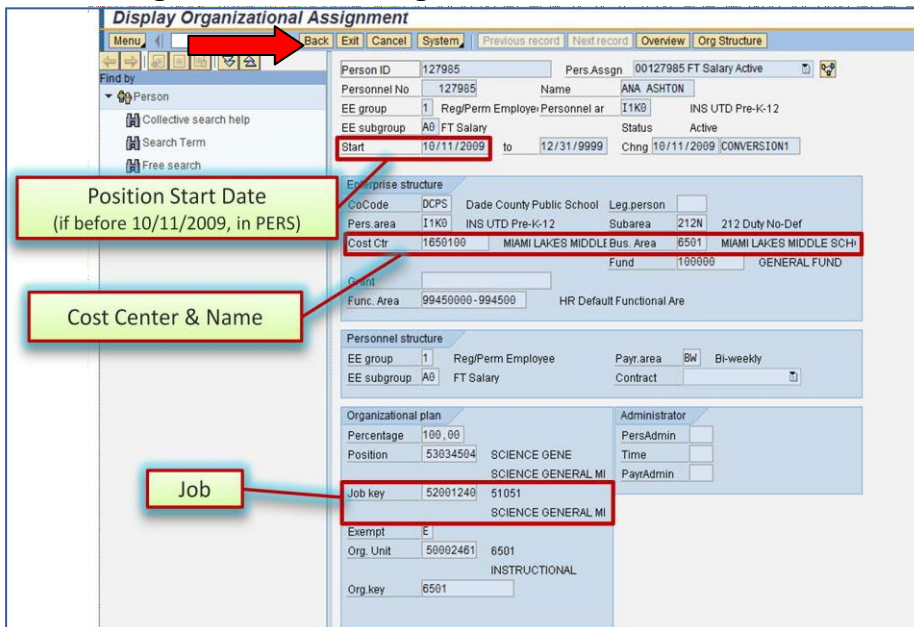 Display Organizational Assignment
Menu Back Exit Cancel System Previous record Next record Overview Org Structure
Find by
Person
Collective search help
Search Term
Free search
Person ID 127985 Pers.Assgn 00127985 FT Salary Active
Personnel No 127985 Name ANA ASHTON
EE group 1 Reg/Perm Employe Personnel ar I1K0 INS UTD Pre-K-12
EE subgroup A0 FT Salary Status Active
Start 10/11/2009 to 12/31/9999 Chng 10/11/2009 CONVERSION1
Position Start Date
(if before 10/11/2009, in PERS)
Enterprise structure
CoCode DCPS Dade County Public School Leg.person
Pers.area I1K0 INS UTD Pre-K-12 Subarea 212N 212 Duty No-Def
Cost Ctr 1650100 MIAMI LAKES MIDDLE Bus. Area 6501 MIAMI LAKES MIDDLE SCH
Fund 100000 GENERAL FUND
Grant
Func. Area 99450000-994500 HR Default Functional Are
Cost Center & Name
Personnel structure
EE group 1 Reg/Perm Employee Payr.area BW Bi-weekly
EE subgroup A0 FT Salary Contract
Organizational plan Administrator
Percentage 100,00 PersAdmin
Position 53034504 SCIENCE GENE Time
SCIENCE GENERAL MI PayrAdmin
Job
Job key 52001240 51051
SCIENCE GENERAL MI
Exempt E
Org. Unit 50002461 6501
INSTRUCTIONAL
Org.key 6501